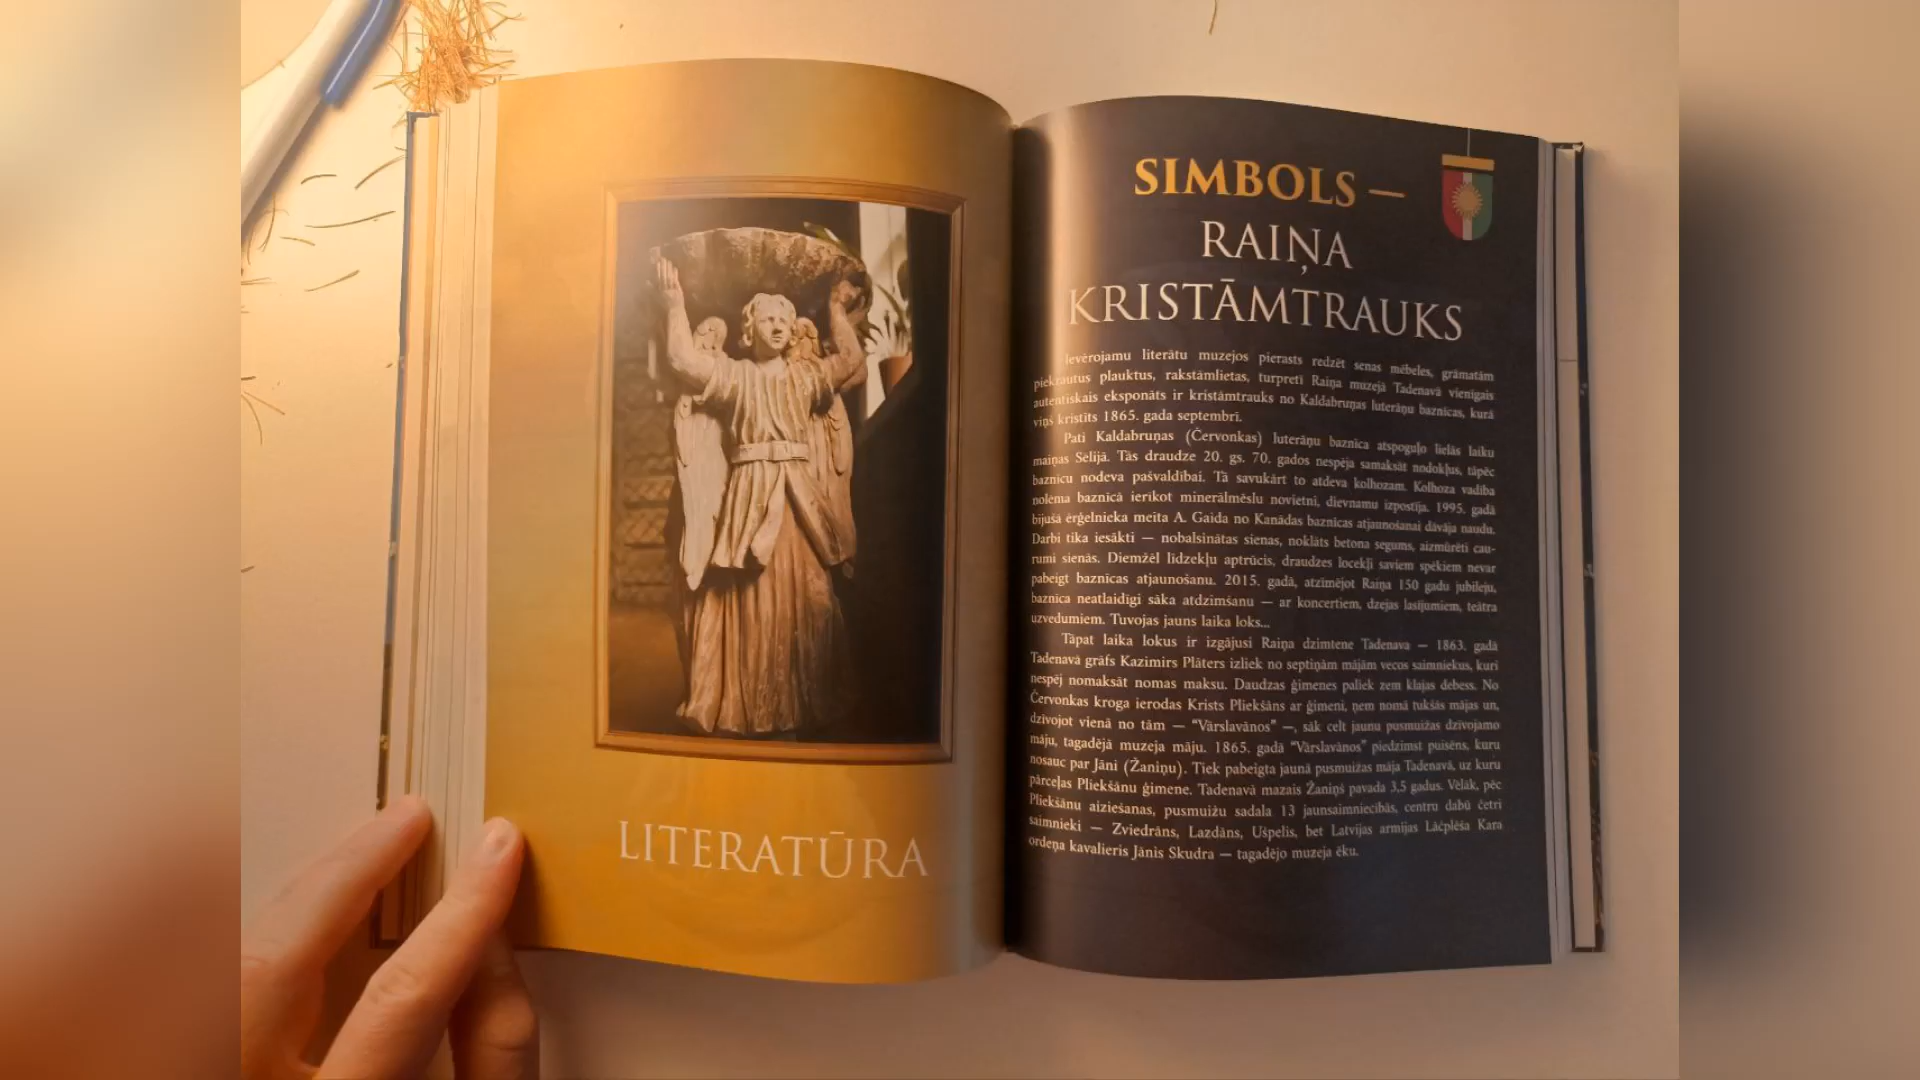 LITERATŪRA
SIMBOLS —
RAIŅA
KRISTĀMTRAUKS
Ievērojamu literātu muzejos pierasts redzēt senas mēbeles, grāmatām
piekrautus plauktus, rakstāmlietas, turpretī Raiņa muzejā Tadenavā vienīgais
autentiskais eksponāts ir kristāmtrauks no Kaldabruņas luterāņu baznīcas, kurā
viņš kristīts 1865. gada septembrī.
Pati Kaldabruņas (Červonkas) luterāņu baznīca atspoguļo lielās laiku
maiņas Sēlijā. Tās draudze 20. gs. 70. gados nespēja samaksāt nodokļus, tāpēc
baznīcu nodeva pašvaldībai. Tā savukārt to atdeva kolhozam. Kolhoza vadība
nolēma baznīcā ierīkot minerālmēslu novietni, dievnamu izpostīja. 1995. gadā
bijušā ērģelnieka meita A. Gaida no Kanādas baznīcas atjaunošanai dāvāja naudu.
Darbi tika iesākti — nobalsinātas sienas, noklāts betona segums, aizmūrēti cau-
rumi sienās. Diemžēl līdzekļu aptrūcis, draudzes locekļi saviem spēkiem nevar
pabeigt baznīcas atjaunošanu. 2015. gadā, atzīmējot Raiņa 150 gadu jubileju,
baznīca neatlaidīgi sāka atdzimšanu — ar koncertiem, dzejas lasījumiem, teātra
uzvedumiem. Tuvojas jauns laika loks...
Tāpat laika lokus ir izgājusi Raiņa dzimtene Tadenava — 1863. gadā
Tadenavā grāfs Kazimirs Plāters izliek no septiņām mājām vecos saimniekus, kuri
nespēj nomaksāt nomas maksu. Daudzas ģimenes paliek zem klajas debess. No
Červonkas kroga ierodas Krists Pliekšāns ar ģimeni, ņem nomā tukšās mājas un,
dzīvojot vienā no tām — “Vārslavānos” —, sāk celt jaunu pusmuižas dzīvojamo
māju, tagadējā muzeja māju. 1865. gadā “Vārslavānos” piedzimst puisēns, kuru
nosauc par Jāni (Žaniņu). Tiek pabeigta jaunā pusmuižas māja Tadenavā, uz kuru
pārceļas Pliekšānu ģimene. Tadenavā mazais Žaniņš pavada 3,5 gadus. Vēlāk, pēc
Pliekšānu aiziešanas, pusmuižu sadala 13 jaunsaimniecībās, centru dabū četri
saimnieki — Zviedrāns, Lazdāns, Ušpelis, bet Latvijas armijas Lāčplēša Kara
ordeņa kavalieris Jānis Skudra — tagadējo muzeja ēku.